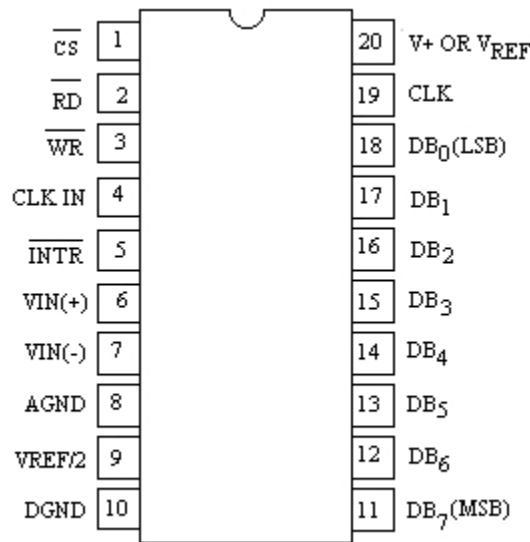 CS 1 20 V+ OR VREF
RD 2 19 CLK
WR 3 18 DB0(LSB)
CLK IN 4 17 DB1
INTR 5 16 DB2
VIN(+) 6 15 DB3
VIN(-) 7 14 DB4
AGND 8 13 DB5
VREF/2 9 12 DB6
DGND 10 11 DB7(MSB)